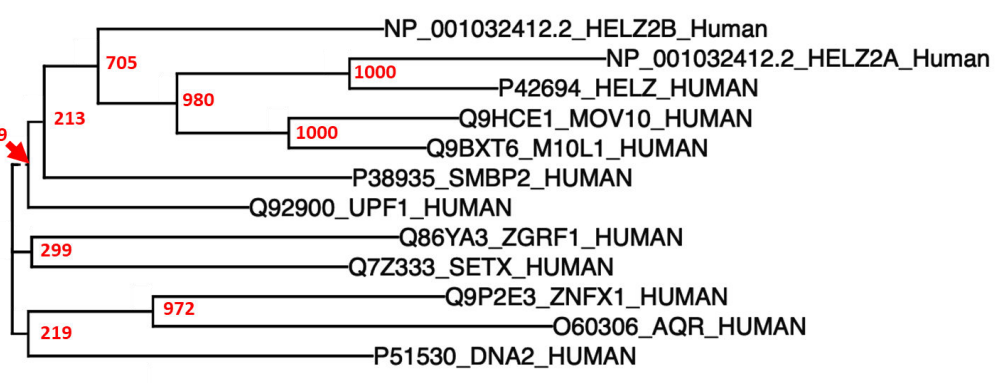 NP_001032412.2_HELZ2B_Human
705
NP_001032412.2_HELZ2A_Human
1000
P42694_HELZ_HUMAN
980
213
Q9HCE1_MOV10_HUMAN
1000
9
Q9BXT6_M10L1_HUMAN
P38935_SMBP2_HUMAN
Q92900_UPF1_HUMAN
Q86YA3_ZGRF1_HUMAN
299
Q7Z333_SETX_HUMAN
Q9P2E3_ZNFX1_HUMAN
972
O60306_AQR_HUMAN
219
P51530_DNA2_HUMAN